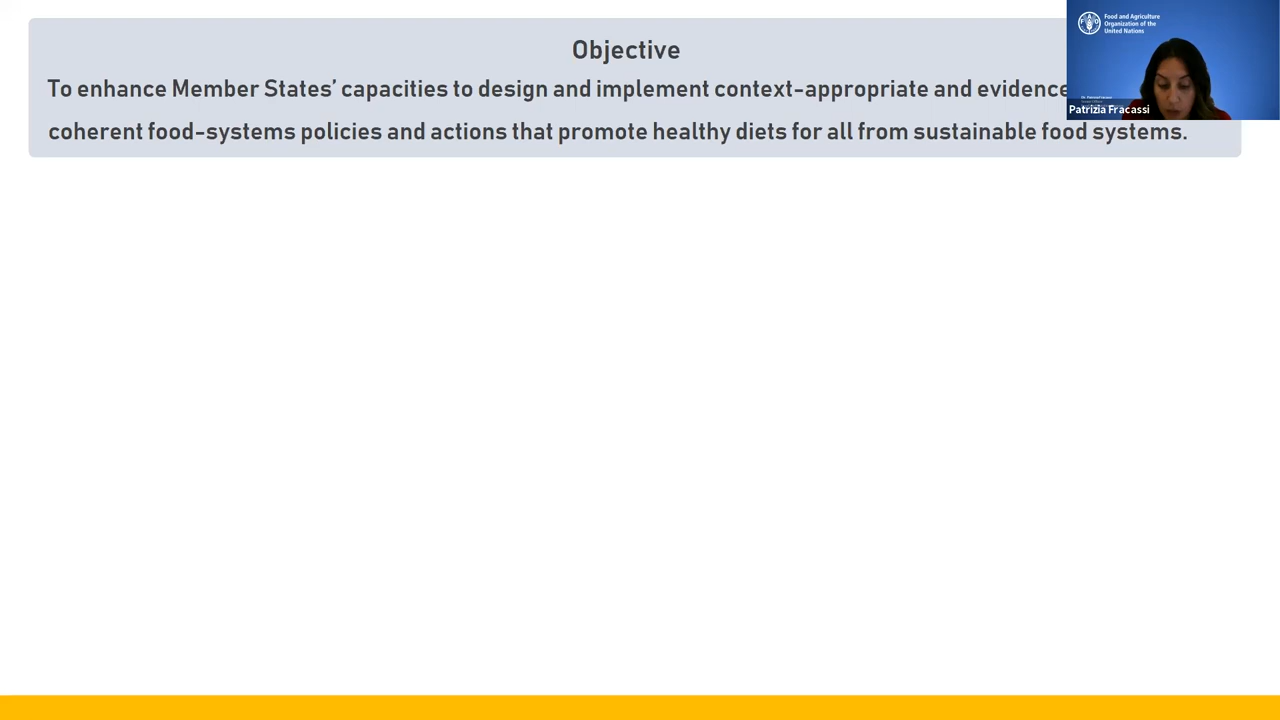 Objective
To enhance Member States’ capacities to design and implement context-appropriate and evidence
coherent food-systems policies and actions that promote healthy diets for all from sustainable food systems.
Food and Agriculture
Organization of the
United Nations
Patrizia Fracassi